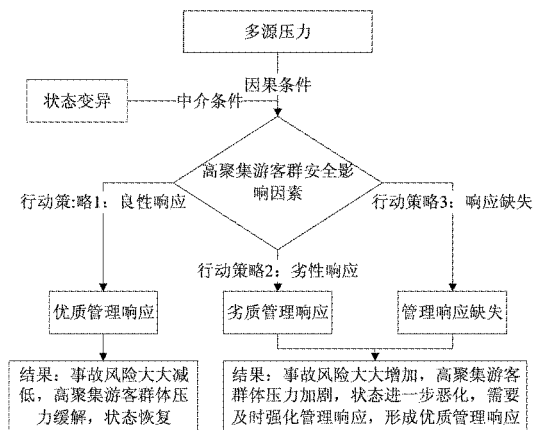 多源压力
因果条件
状态变异
中介条件
高聚集游客群安全影
响因素
行动策:略1：良性响应
行动策略3：响应缺失
行动策略2：劣性响应
优质管理响应
劣质管理响应
管理响应缺失
结果：事故风险大大减
低，高聚集游客群体压
力缓解，状态恢复
结果：事故风险大大增加，高聚集游客
群体压力加剧，状态进一步恶化，需要
及时强化管理响应，形成优质管理响应